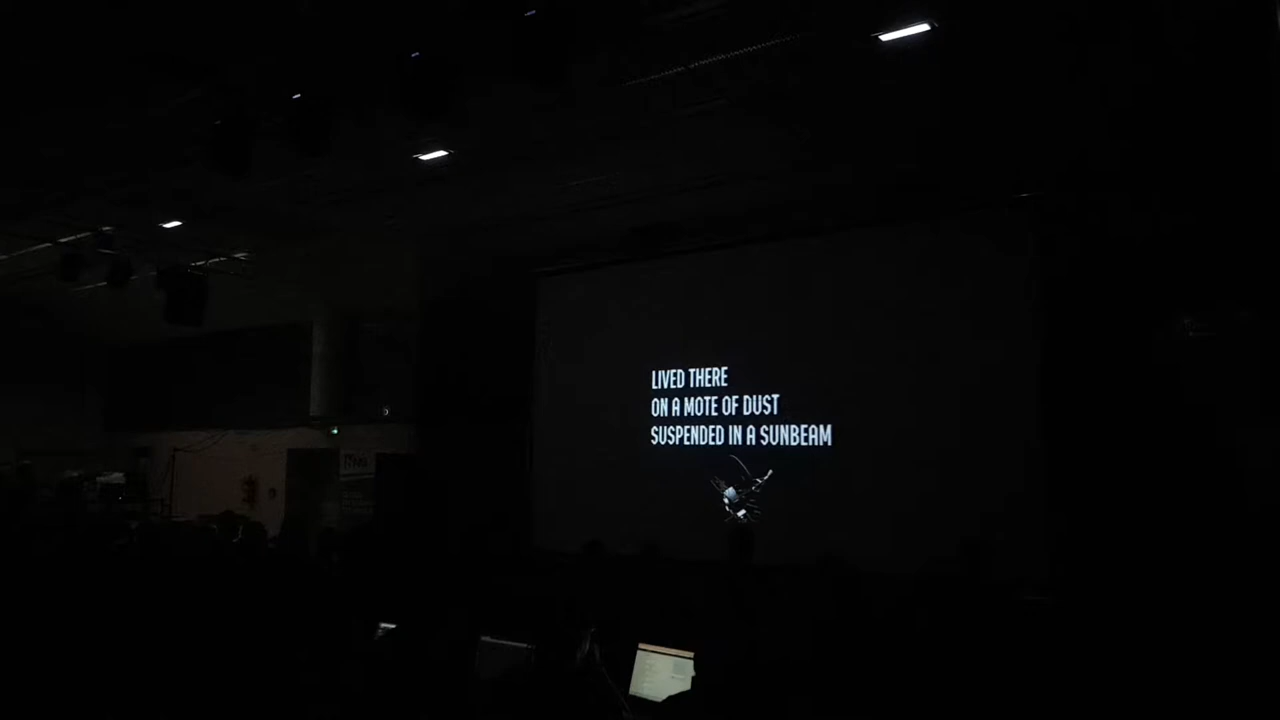 LIVED THERE
ON A MOTE OF DUST
SUSPENDED IN A SUNBEAM